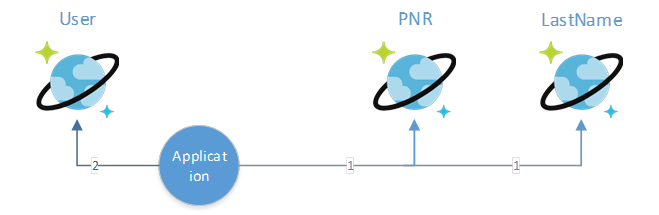 User
PNR
LastName
Applicat
ion
2
1
1